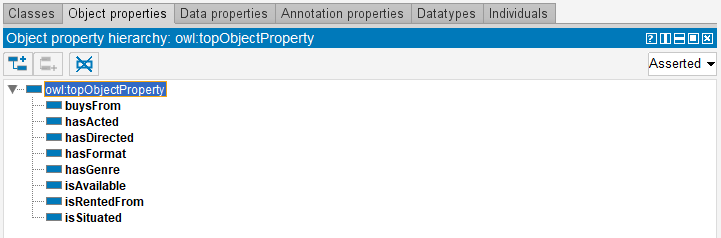 Classes Object properties Data properties Annotation properties Datatypes Individuals
Object property hierarchy: owl:topObjectProperty
Asserted
owl:topObjectProperty
buysFrom
hasActed
hasDirected
hasFormat
hasGenre
isAvailable
isRentedFrom
isSituated